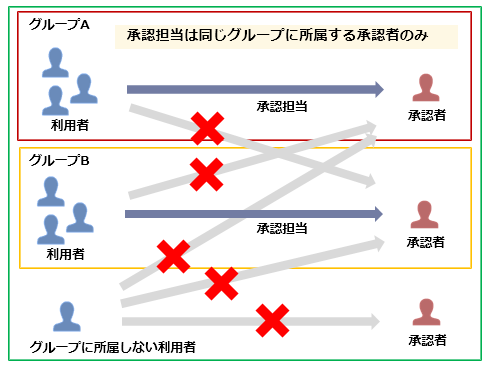 グループA
承認担当は同じグループに所属する承認者のみ
承認担当
利用者
承認者
グループB
承認担当
利用者
承認者
グループに所属しない利用者
承認者